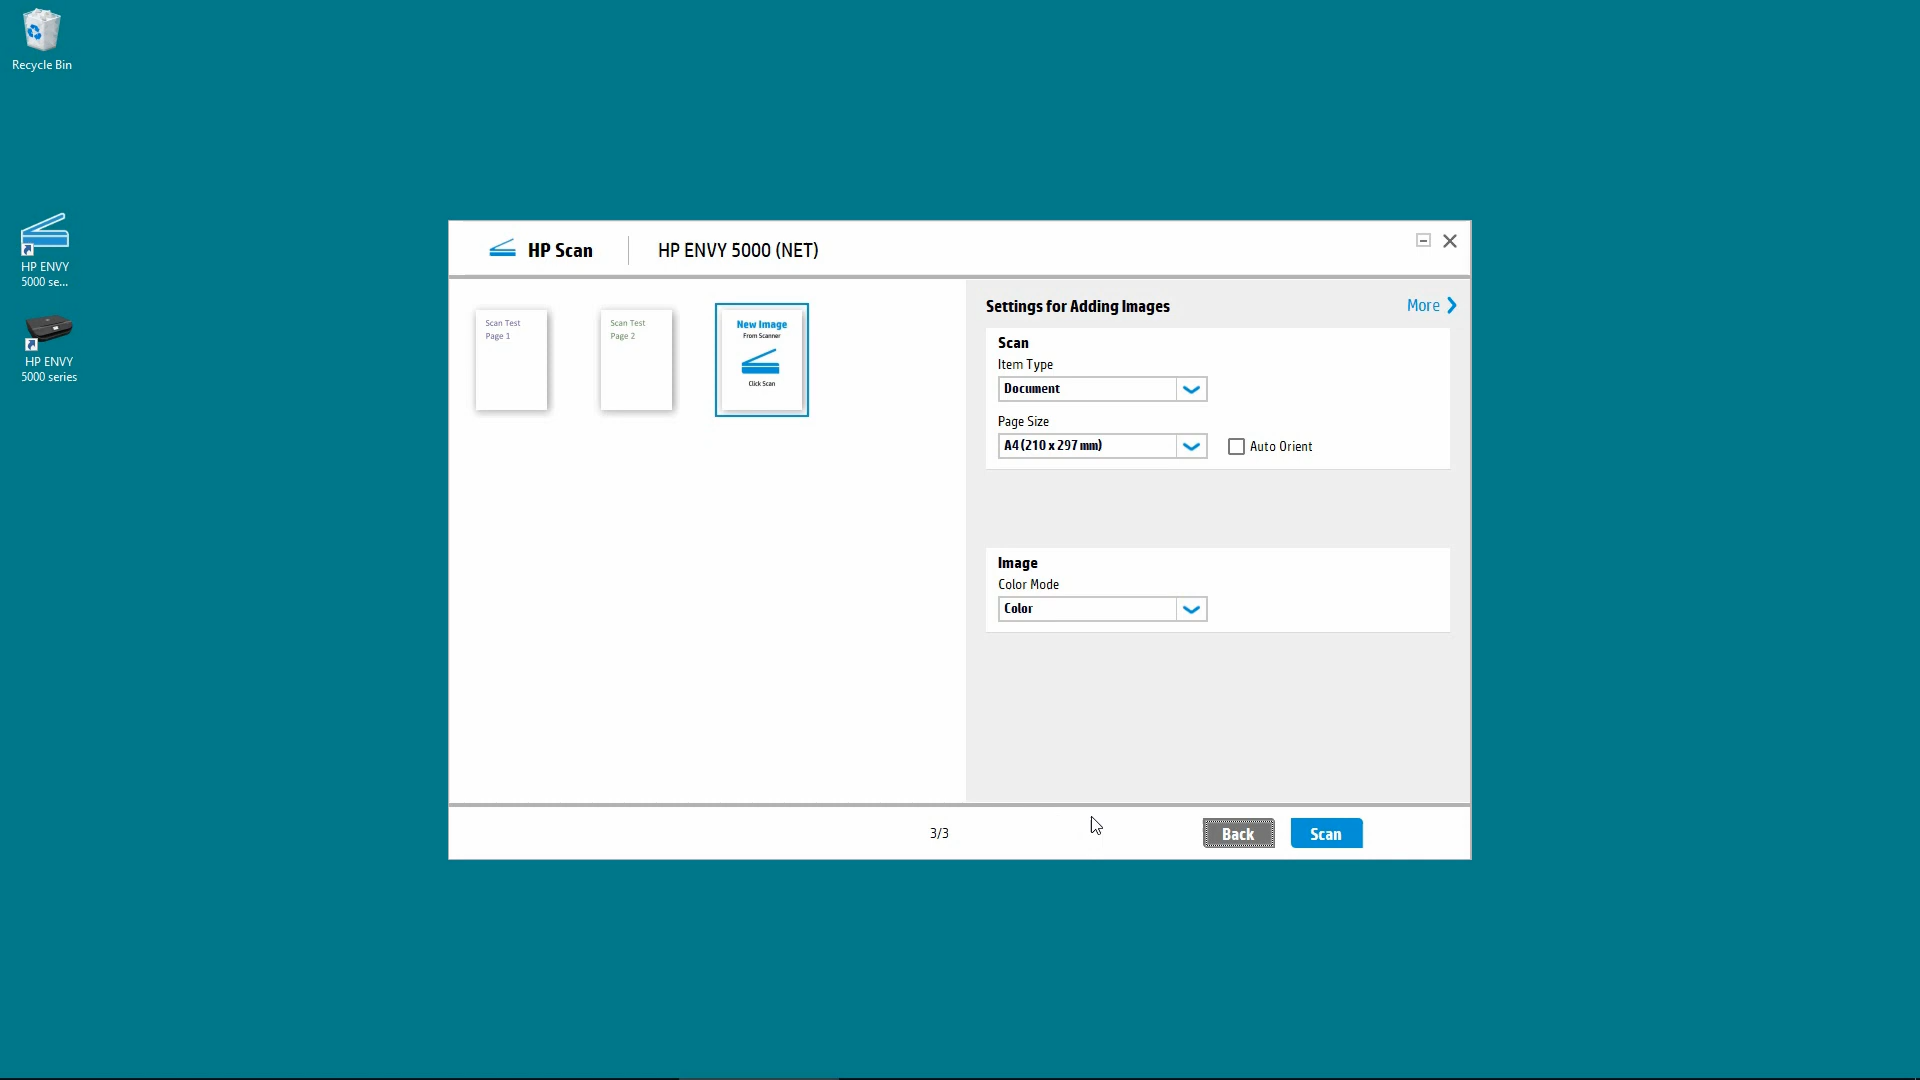 Recycle Bin
HP ENVY
5000 se...
HP ENVY
5000 series
HP Scan
HP ENVY 5000 (NET)
Scan Test
Page 1
Scan Test
Page 2
New Image
From Scanner
Click Scan
Settings for Adding Images
More
Scan
Item Type
Document
Page Size
A4 (210 x 297 mm)
Auto Orient
Image
Color Mode
Color
3/3
Back
Scan